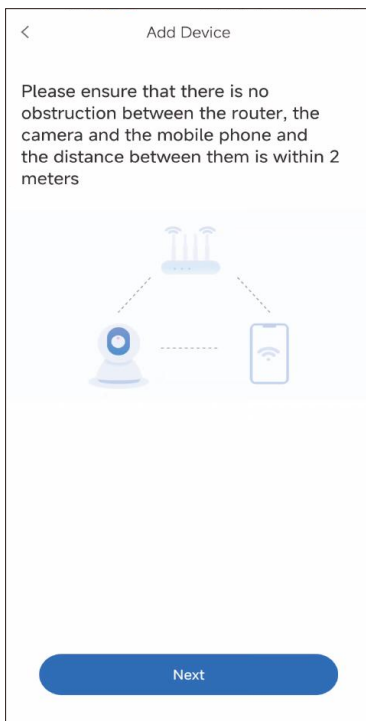 Add Device
Please ensure that there is no
obstruction between the router, the
camera and the mobile phone and
the distance between them is within 2
meters
Next